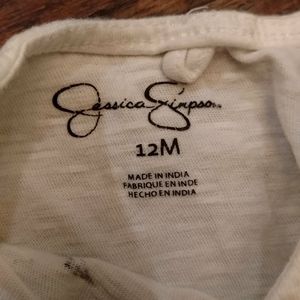 Jessica Simpson
12M
MADE IN INDIA
FABRIQUE EN INDE
HECHO EN INDIA